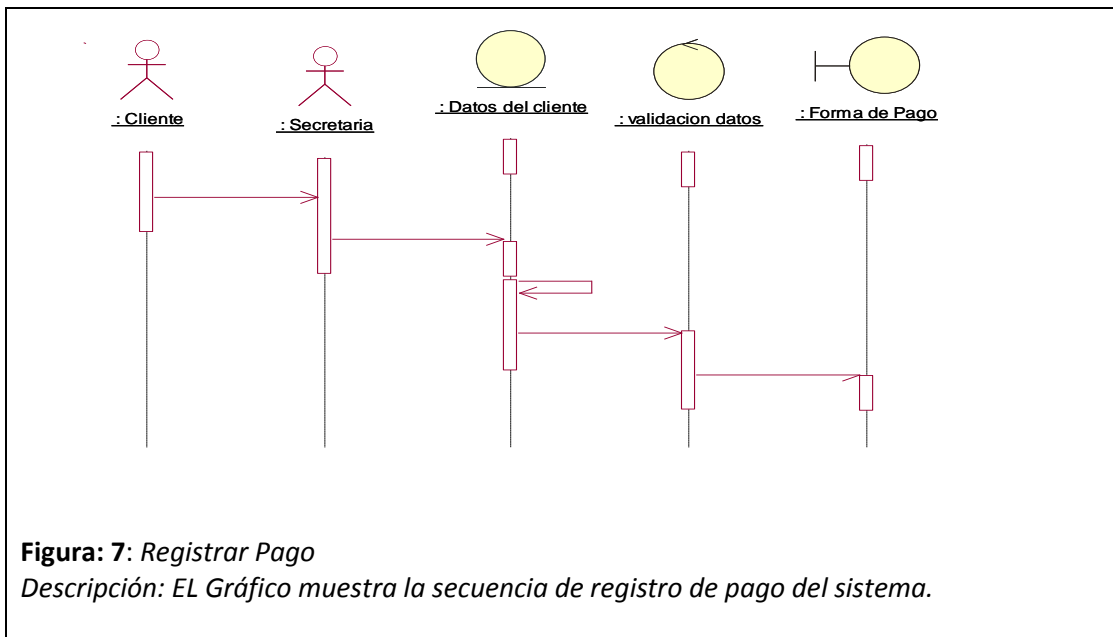 : Cliente
: Secretaria
: Datos del cliente
: validacion datos
: Forma de Pago
Figura: 7: Registrar Pago
Descripción: EL Gráfico muestra la secuencia de registro de pago del sistema.